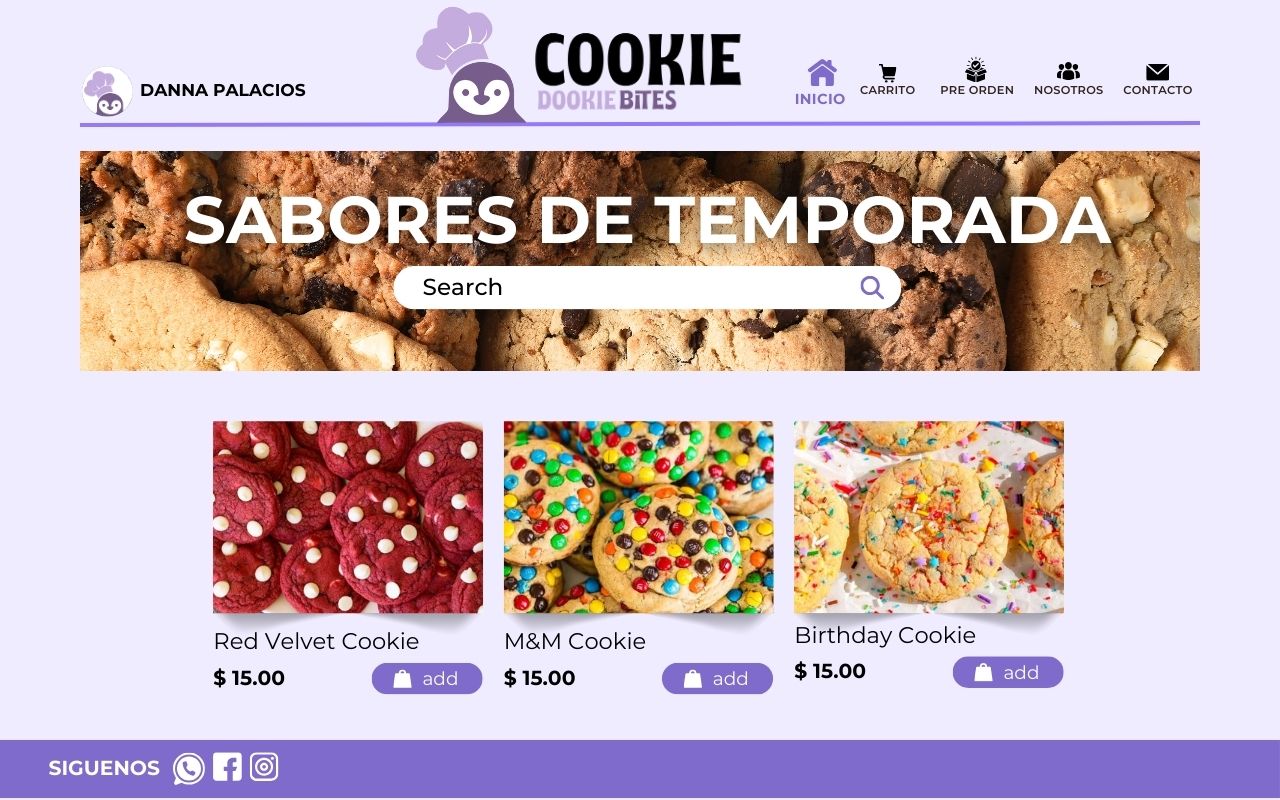 DANNA PALACIOS
COOKIE
DOOKIE BITES
INICIO
CARRITO
PRE ORDEN
NOSOTROS
CONTACTO
SABORES DE TEMPORADA
Search
Red Velvet Cookie
$ 15.00
add
M&M Cookie
$ 15.00
add
Birthday Cookie
$ 15.00
add
SIGUENOS